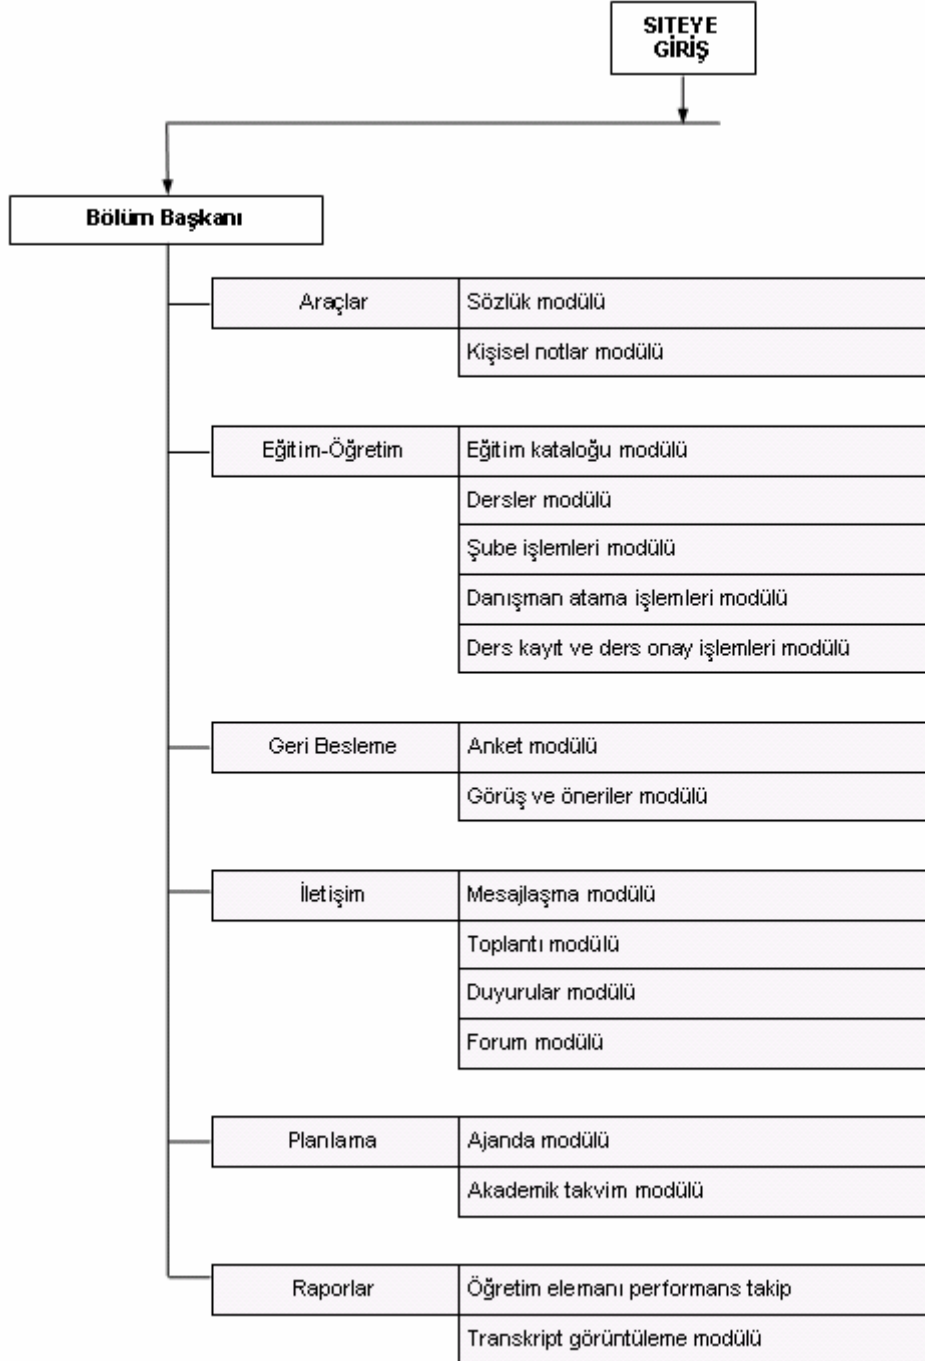 SITEYE
GİRİŞ
Bölüm Başkanı
Araçlar
Sözlük modülü
Kişisel notlar modülü
Eğitim-Öğretim
Eğitim kataloğu modülü
Dersler modülü
Şube işlemleri modülü
Danışman atama işlemleri modülü
Ders kayıt ve ders onay işlemleri modülü
Geri Besleme
Anket modülü
Görüş ve öneriler modülü
İletişim
Mesajlaşma modülü
Toplantı modülü
Duyurular modülü
Forum modülü
Planlama
Ajanda modülü
Akademik takvim modülü
Raporlar
Öğretim elemanı performans takip
Transkript görüntüleme modülü